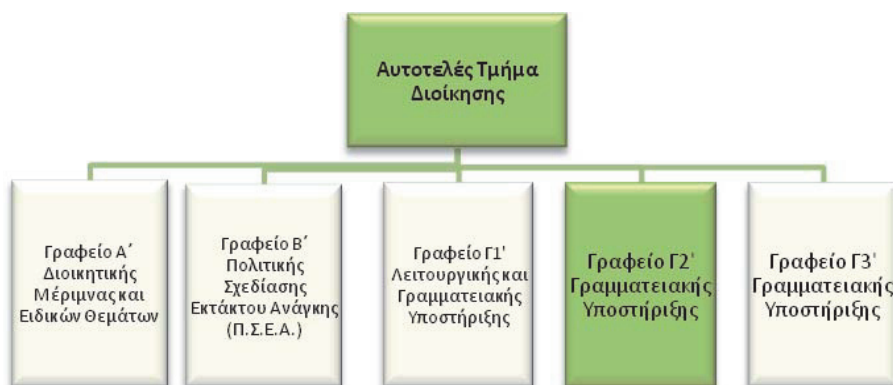 Αυτοτελές Τμήμα
Διοίκησης
Γραφείο Α΄
Διοικητικής
Μέριμνας και
Ειδικών Θεμάτων
Γραφείο Β΄
Πολιτικής
Σχεδίασης
Εκτάκτου Ανάγκης
(Π.Σ.Ε.Α.)
Γραφείο Γ1'
Λειτουργικής και
Γραμματειακής
Υποστήριξης
Γραφείο Γ2'
Γραμματειακής
Υποστήριξης
Γραφείο Γ3'
Γραμματειακής
Υποστήριξης